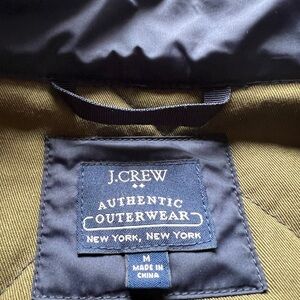 J.CREW
AUTHENTIC
OUTERWEAR
NEW YORK, NEW YORK
M
MADE IN
CHINA